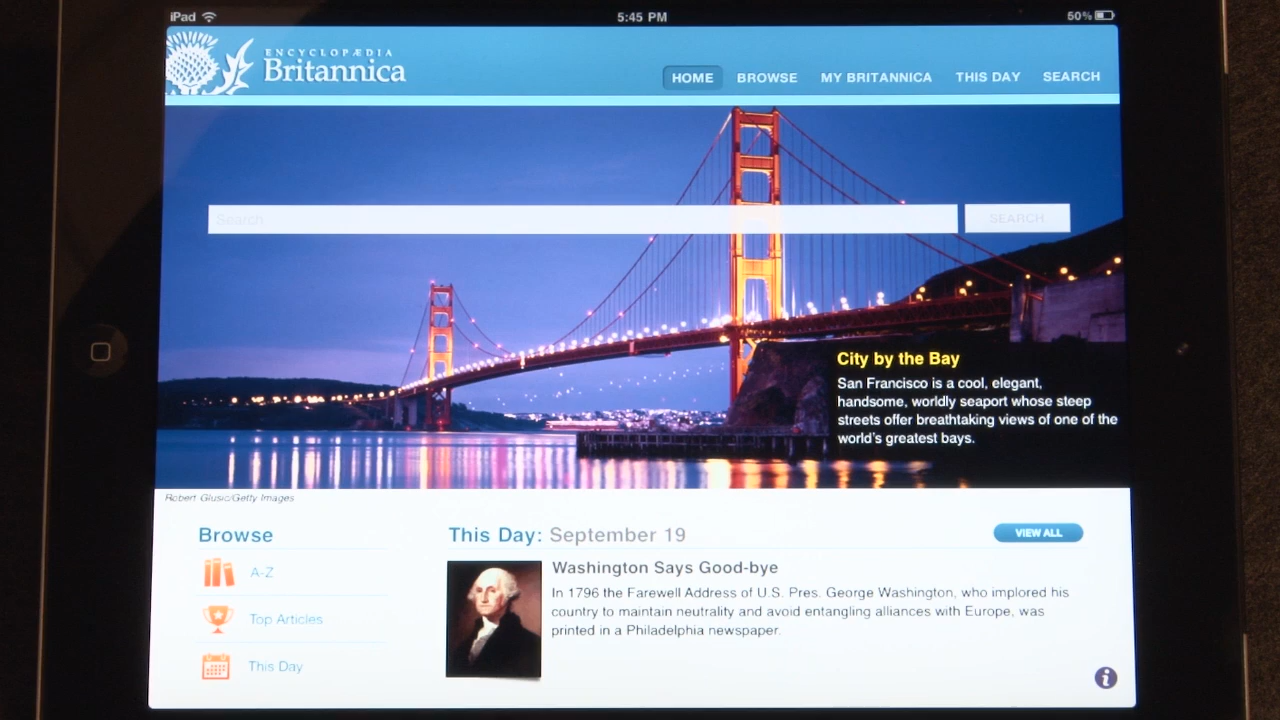 iPad 5:45 PM 50%
ENCYCLOPÆDIA
Britannica
HOME BROWSE MY BRITANNICA THIS DAY SEARCH
Search SEARCH
City by the Bay
San Francisco is a cool, elegant,
handsome, worldly seaport whose steep
streets offer breathtaking views of one of the
world's greatest bays.
Robert Glusic/Getty Images
Browse
A-Z
Top Articles
This Day
This Day: September 19
VIEW ALL
Washington Says Good-bye
In 1796 the Farewell Address of U.S. Pres. George Washington, who implored his
country to maintain neutrality and avoid entangling alliances with Europe, was
printed in a Philadelphia newspaper.
i